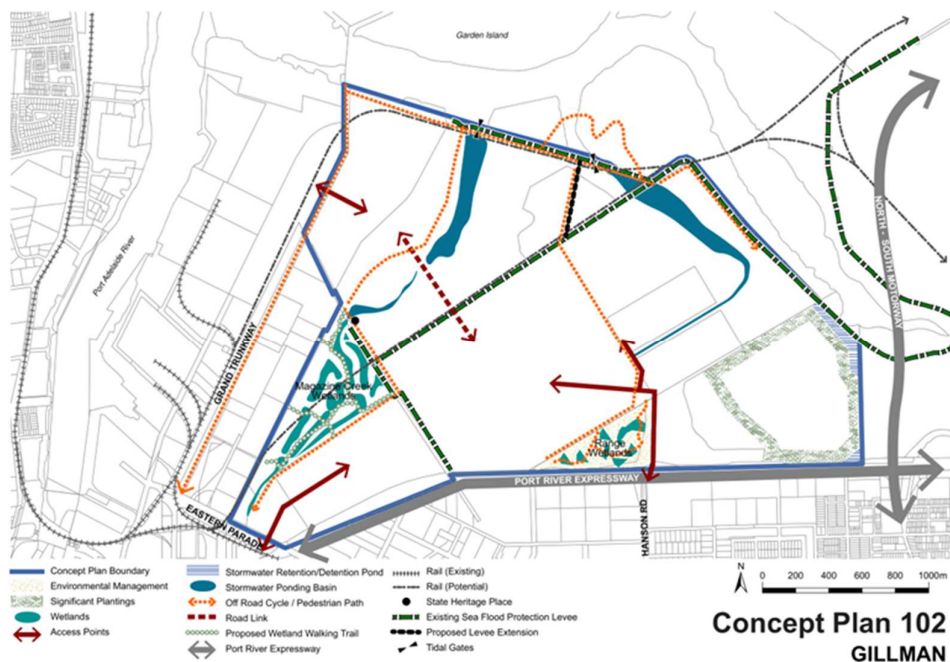 Garden Island
Port Adelaide River
NORTH - SOUTH MOTORWAY
GRAND TRUNKWAY
Magazine Creek
Wetlands
Range
Wetlands
PORT RIVER EXPRESSWAY
EASTERN PARADE
HANSON RD
Concept Plan Boundary
Environmental Management
Significant Plantings
Wetlands
Access Points
Stormwater Retention/Detention Pond
Stormwater Ponding Basin
Off Road Cycle / Pedestrian Path
Road Link
Proposed Wetland Walking Trail
Port River Expressway
Rail (Existing)
Rail (Potential)
State Heritage Place
Existing Sea Flood Protection Levee
Proposed Levee Extension
Tidal Gates
N
0 200 400 600 800 1000m
Concept Plan 102
GILLMAN